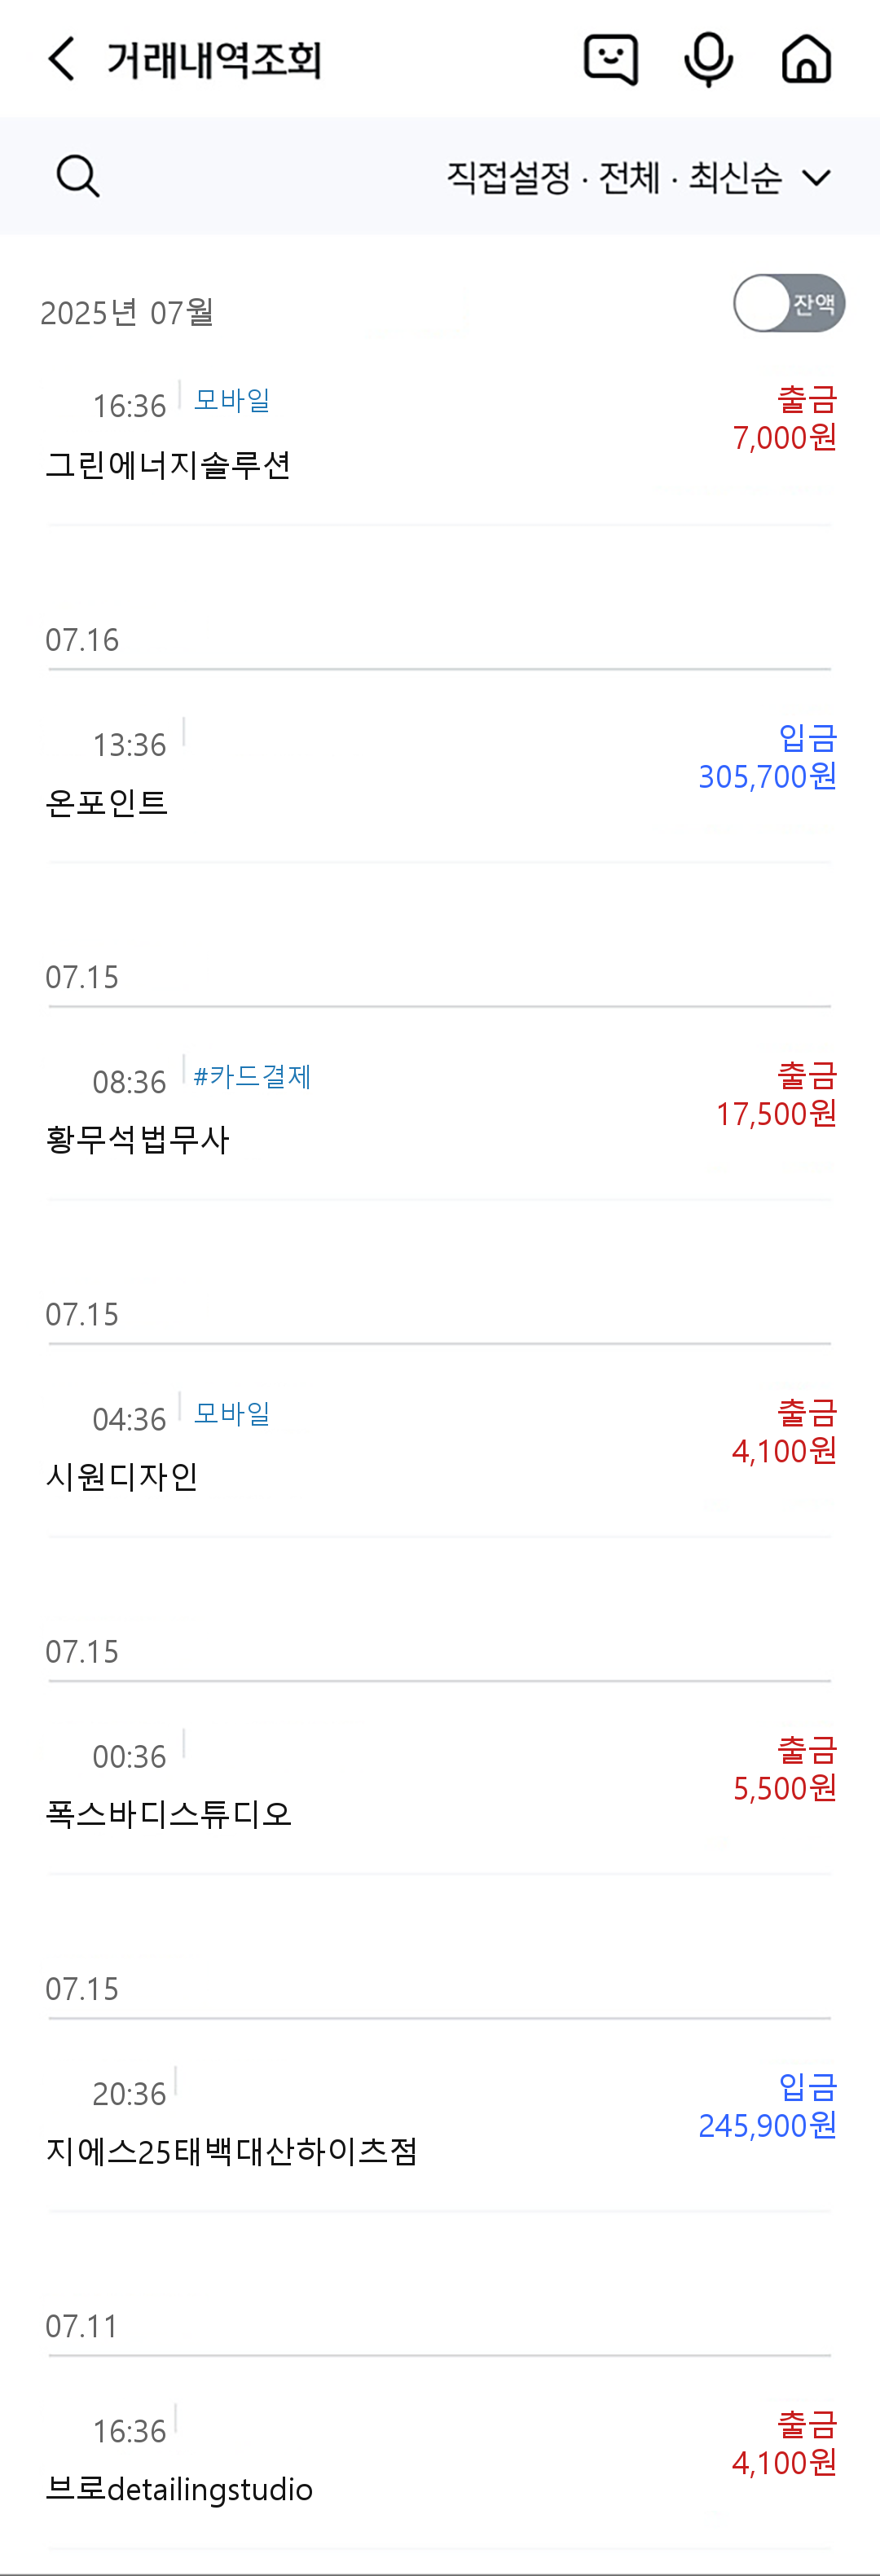 거래내역조회
직접설정 · 전체 · 최신순
2025년 07월
잔액
16:36 모바일
출금
7,000원
그린에너지솔루션
07.16
13:36
입금
305,700원
온포인트
07.15
08:36 #카드결제
출금
17,500원
황무석법무사
07.15
04:36 모바일
출금
4,100원
시원디자인
07.15
00:36
출금
5,500원
폭스바디스튜디오
07.15
20:36
입금
245,900원
지에스25태백대산하이츠점
07.11
16:36
출금
4,100원
브로detailingstudio